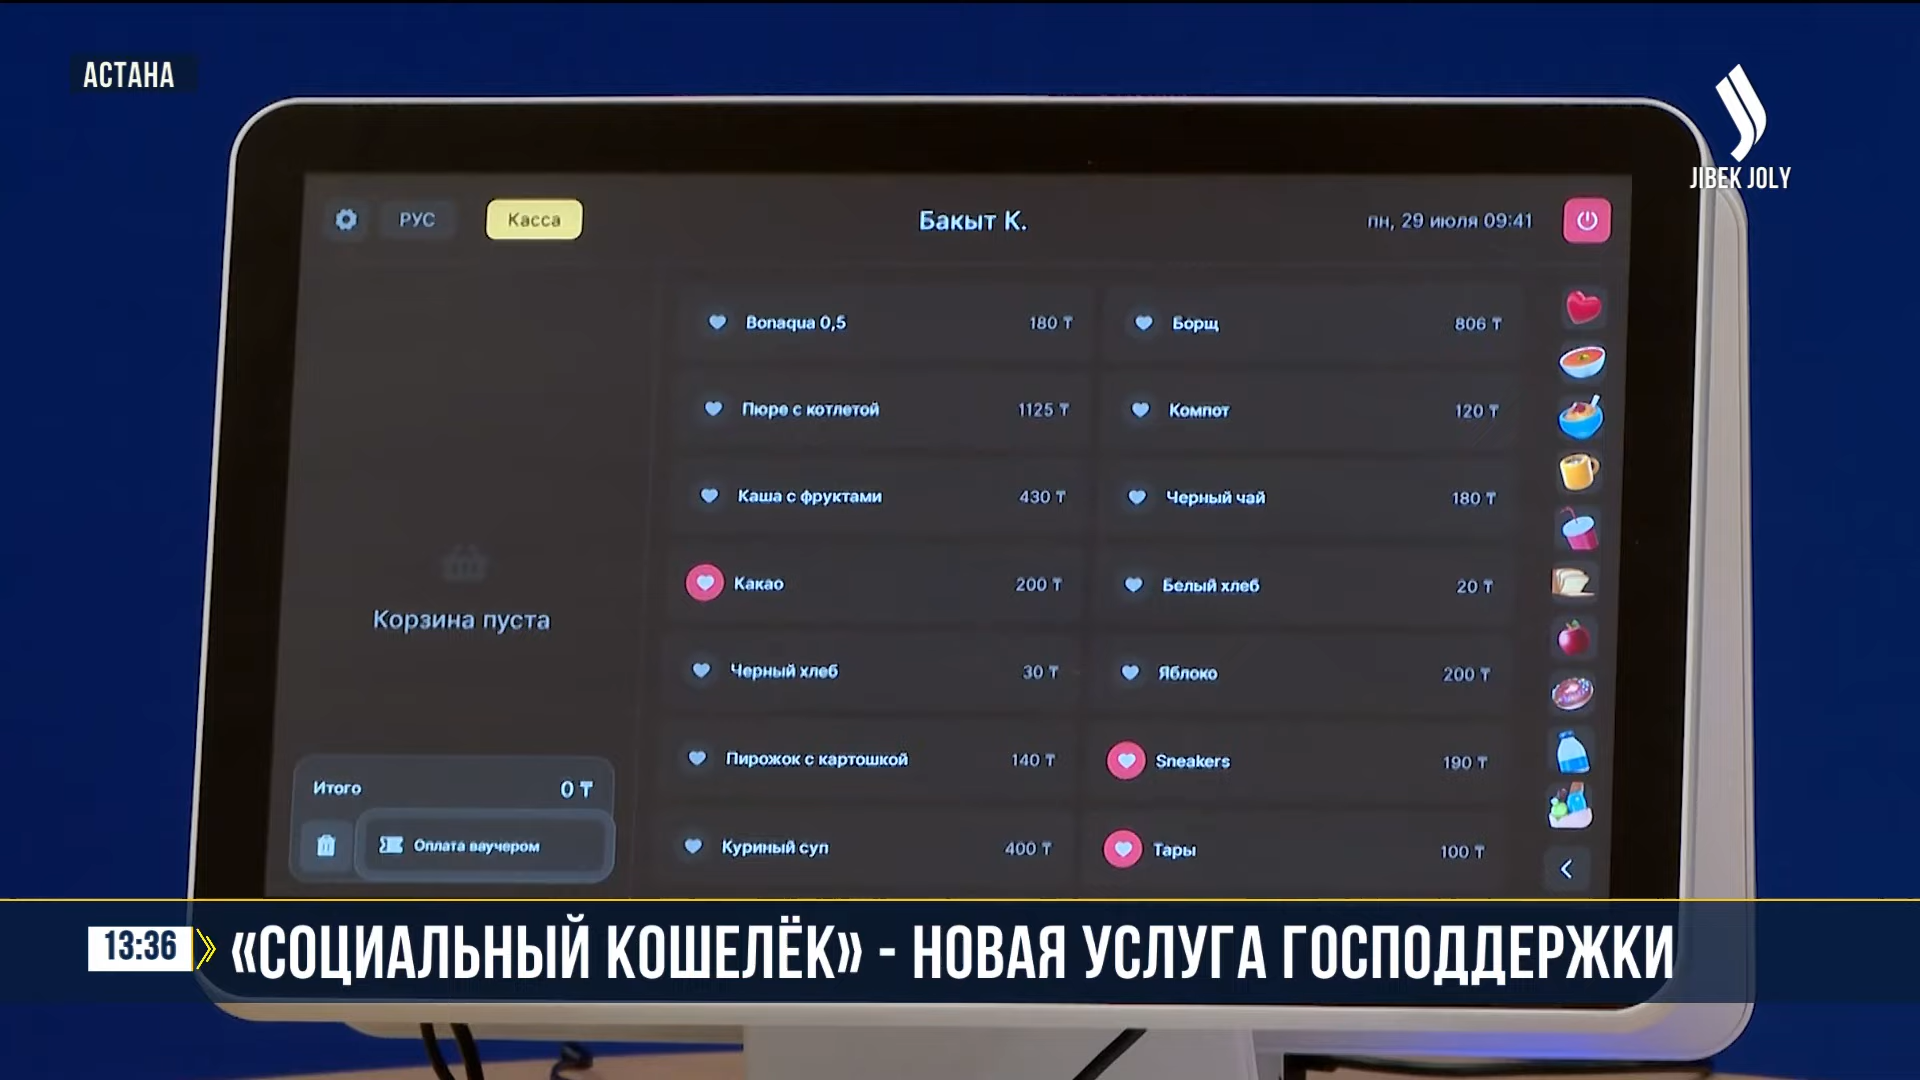 АСТАНА
JIBEK JOLY
РУС
Касса
Бакыт К.
пн, 29 июля 09:41
Bonaqua 0,5 180 ₸
Борщ 806 ₸
Пюре с котлетой 1125 ₸
Компот 120 ₸
Каша с фруктами 430 ₸
Черный чай 180 ₸
Какао 200 ₸
Белый хлеб 20 ₸
Корзина пуста
Черный хлеб 30 ₸
Яблоко 200 ₸
Пирожок с картошкой 140 ₸
Sneakers 190 ₸
Куриный суп 400 ₸
Тары 100 ₸
Итого 0 ₸
Оплата ваучером
13:36
«СОЦИАЛЬНЫЙ КОШЕЛЁК» - НОВАЯ УСЛУГА ГОСПОДДЕРЖКИ